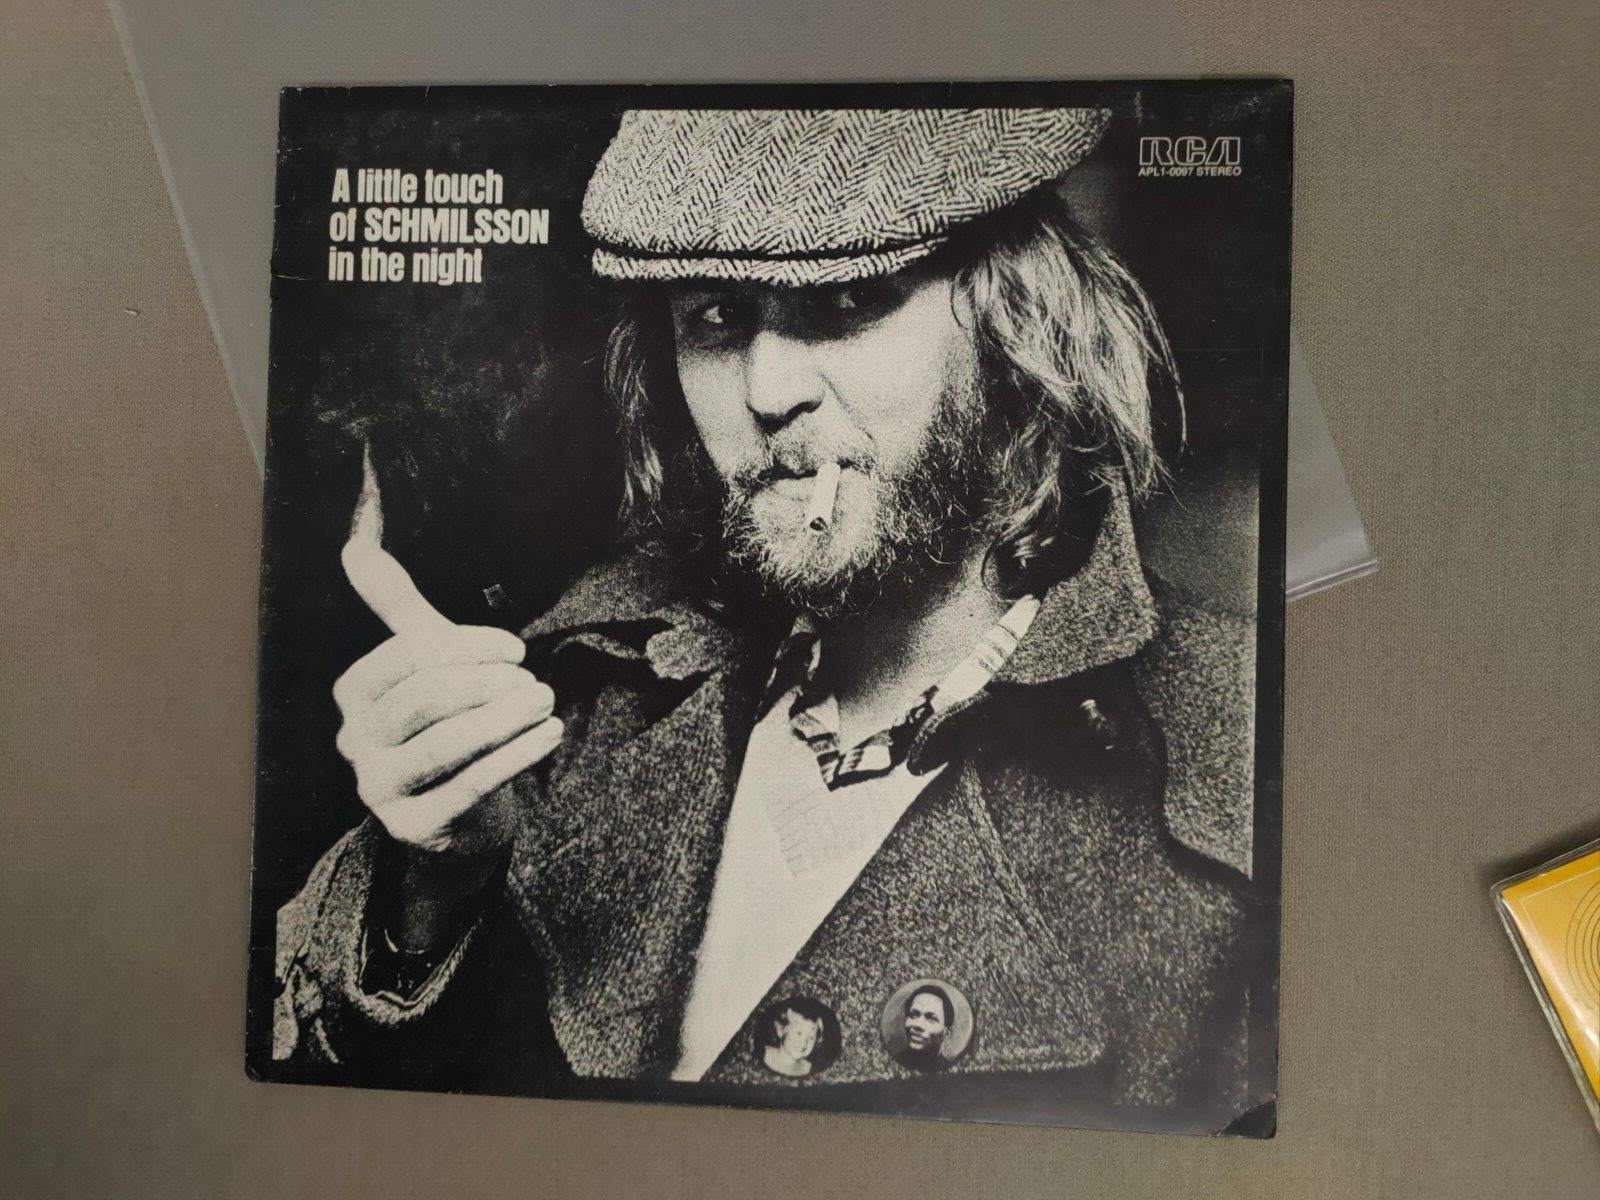 A little touch
of SCHMILSSON
in the night
RCA
APL1-0097 STEREO